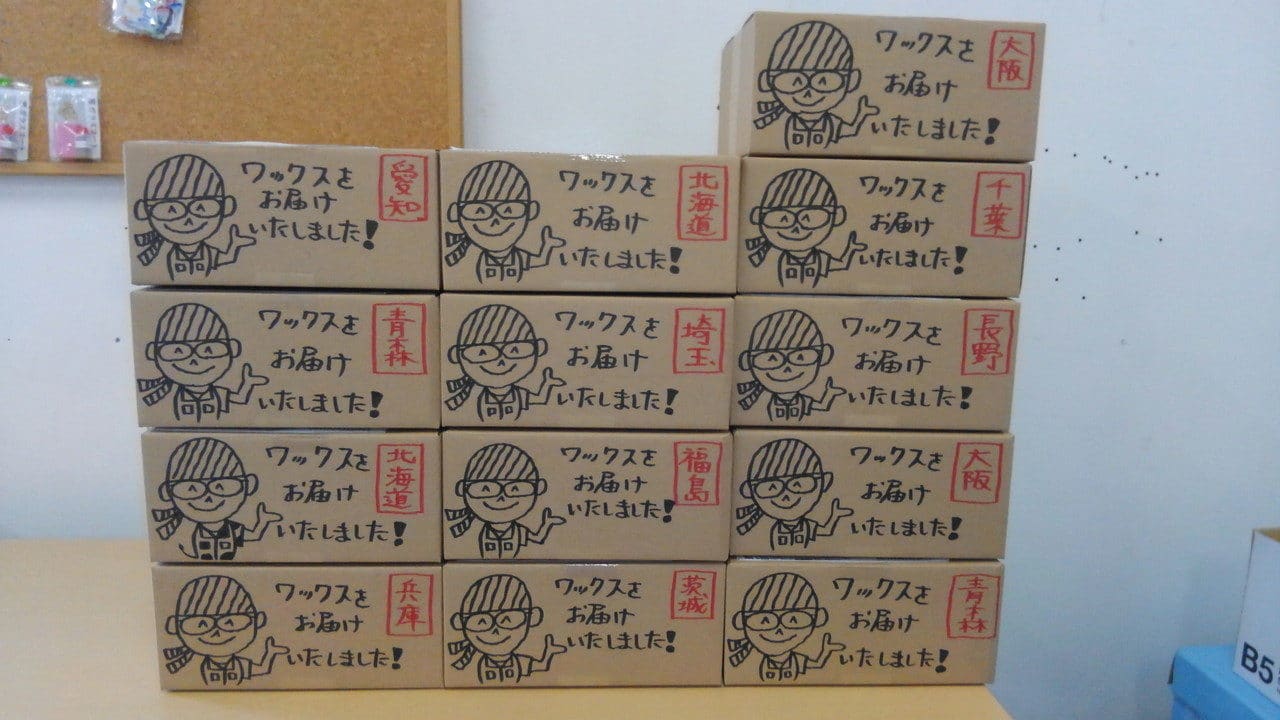 ワックスを
お届け
いたしました!
大阪
ワックスを
お届け
いたしました!
愛知
ワックスを
お届け
いたしました!
北海道
ワックスを
お届け
いたしました!
千葉
ワックスを
お届け
いたしました!
青森
ワックスを
お届け
いたしました!
埼玉
ワックスを
お届け
いたしました!
長野
ワックスを
お届け
いたしました!
北海道
ワックスを
お届け
いたしました!
福島
ワックスを
お届け
いたしました!
大阪
ワックスを
お届け
いたしました!
兵庫
ワックスを
お届け
いたしました!
茨城
ワックスを
お届け
いたしました!
青森
B5